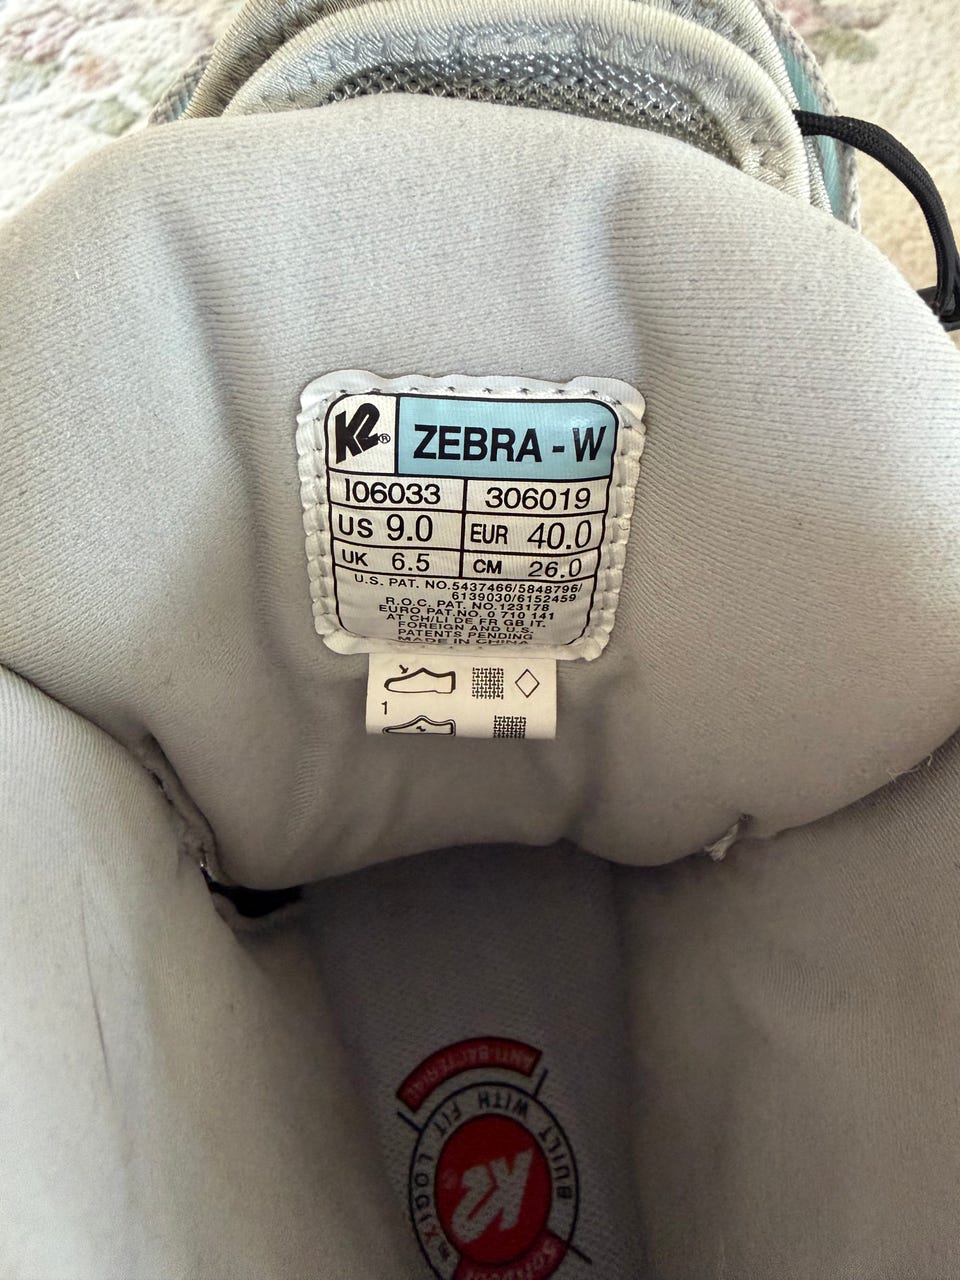 K2® ZEBRA - W
106033 306019
US 9.0 EUR 40.0
UK 6.5 CM 26.0
U.S. PAT. NO.5437466/5848796/
6139030/6152459
R.O.C. PAT. NO.123178
EURO PAT.NO. 0 710 141
AT CH/LI DE FR GB IT.
FOREIGN AND U.S.
PATENTS PENDING
MADE IN CHINA
1
ANTI-BACTERIAL
BUILT WITH FIT LOGIX
K2®